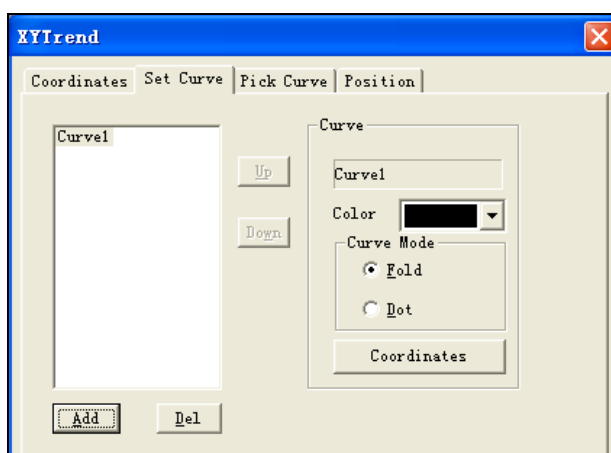 XYTrend
Coordinates Set Curve Pick Curve Position
Curve1
Up
Down
Add Del
Curve
Curve1
Color
Curve Mode
Fold
Dot
Coordinates